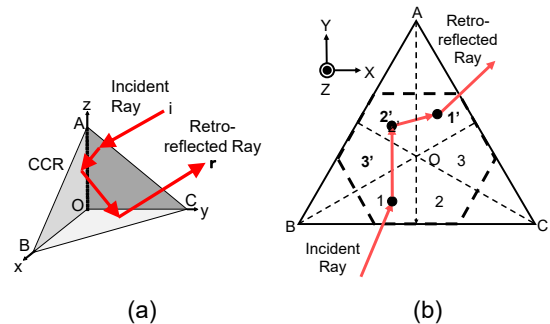 Incident
Ray
i
z
A
Retro-
reflected Ray
r
CCR
O
C
y
B
x
(a)
Y
X
Z
A
Retro-
reflected
Ray
2'
1'
3'
O
3
1
2
B
C
Incident
Ray
(b)